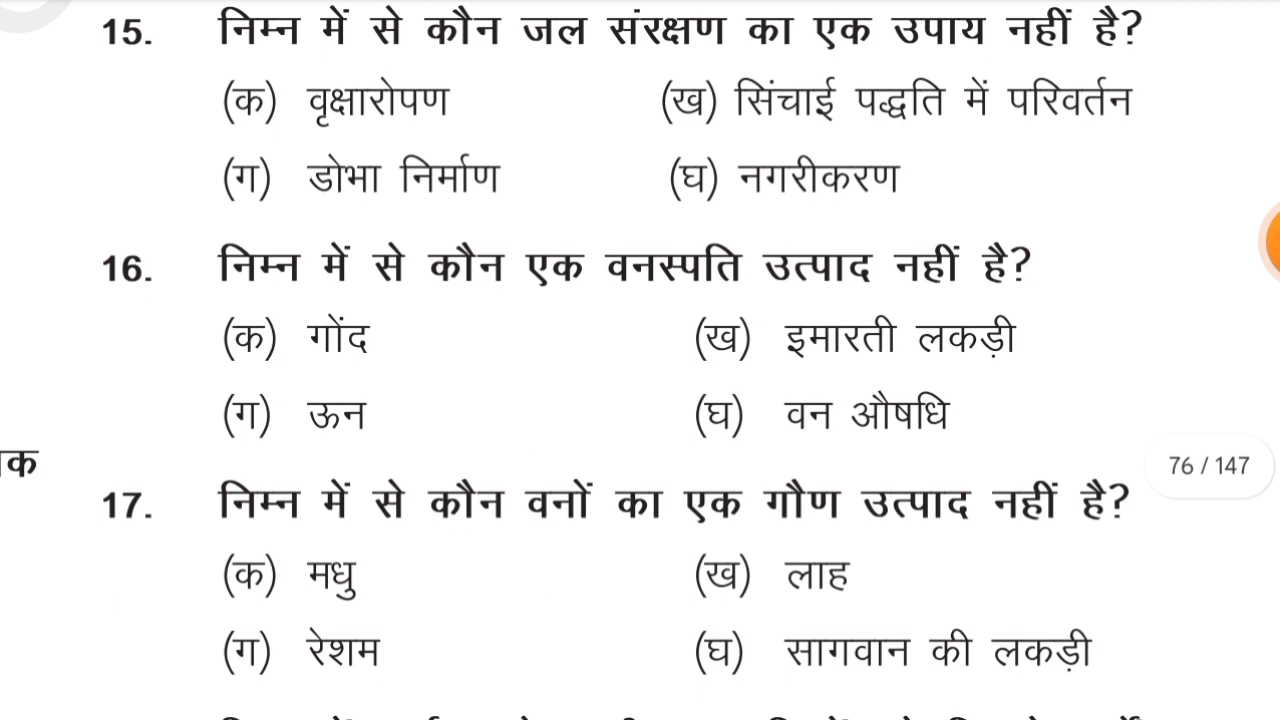 15. निम्न में से कौन जल संरक्षण का एक उपाय नहीं है?
(क) वृक्षारोपण (ख) सिंचाई पद्धति में परिवर्तन
(ग) डोभा निर्माण (घ) नगरीकरण
16. निम्न में से कौन एक वनस्पति उत्पाद नहीं है?
(क) गोंद (ख) इमारती लकड़ी
(ग) ऊन (घ) वन औषधि
76 / 147
17. निम्न में से कौन वनों का एक गौण उत्पाद नहीं है?
(क) मधु (ख) लाह
(ग) रेशम (घ) सागवान की लकड़ी